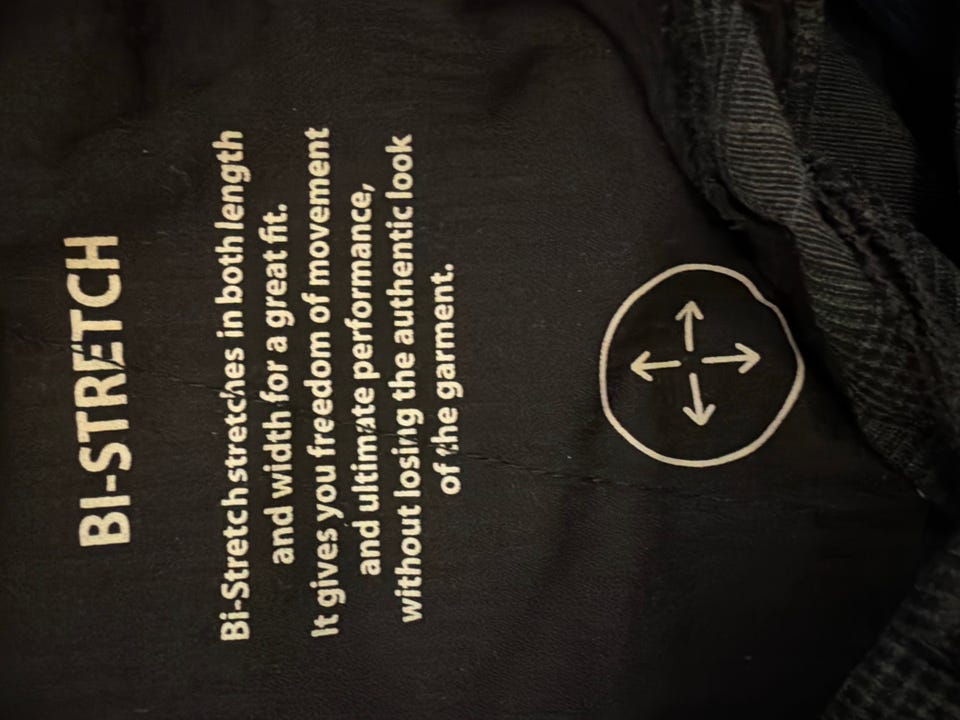 BI-STRETCH
Bi-Stretch stretches in both length
and width for a great fit.
It gives you freedom of movement
and ultimate performance,
without losing the authentic look
of the garment.